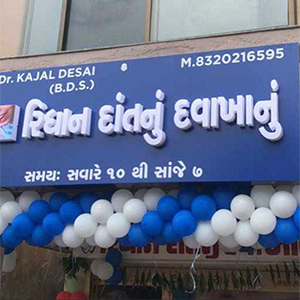 Dr. KAJAL DESAI
(B.D.S.)
M.8320216595
રિધાન દાંતનું દવાખાનું
સમયઃ સવારે ૧૦ થી સાંજે ૭